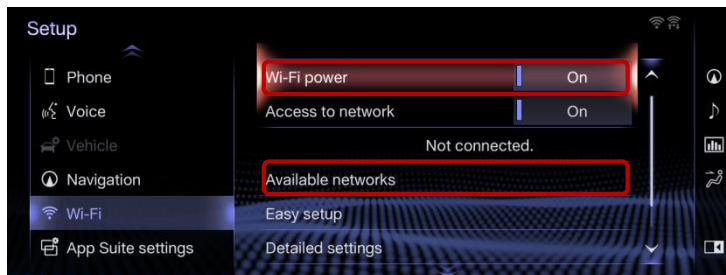 Setup
Phone
Voice
Vehicle
Navigation
Wi-Fi
App Suite settings
Wi-Fi power On
Access to network On
Not connected.
Available networks
Easy setup
Detailed settings